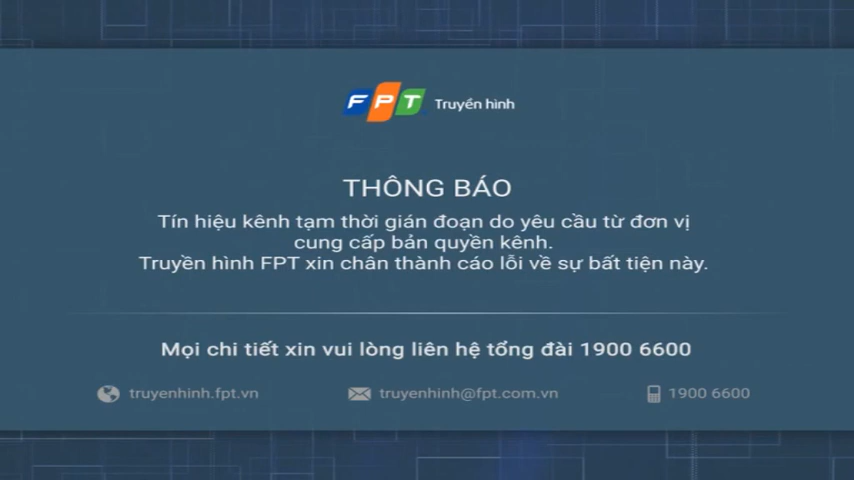 FPT Truyền hình
THÔNG BÁO
Tín hiệu kênh tạm thời gián đoạn do yêu cầu từ đơn vị
cung cấp bản quyền kênh.
Truyền hình FPT xin chân thành cáo lỗi về sự bất tiện này.
Mọi chi tiết xin vui lòng liên hệ tổng đài 1900 6600
truyenhinh.fpt.vn truyenhinh@fpt.com.vn 1900 6600